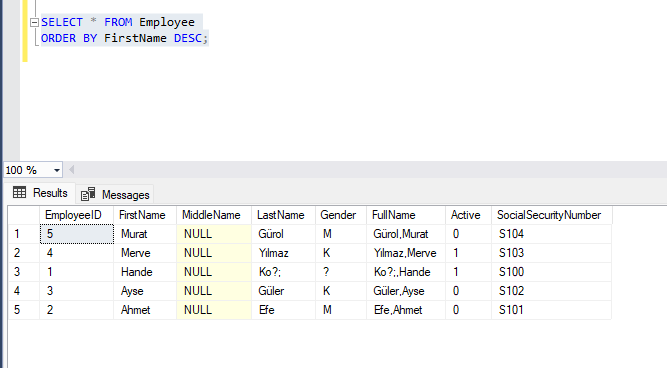 SELECT * FROM Employee
ORDER BY FirstName DESC;
100 %
Results Messages
EmployeeID FirstName MiddleName LastName Gender FullName Active SocialSecurityNumber
1 5 Murat NULL Gürol M Gürol,Murat 0 S104
2 4 Merve NULL Yilmaz K Yilmaz,Merve 1 S103
3 1 Hande NULL Ko?; ? Ko?;,Hande 1 S100
4 3 Ayse NULL Güler K Güler,Ayse 0 S102
5 2 Ahmet NULL Efe M Efe,Ahmet 0 S101